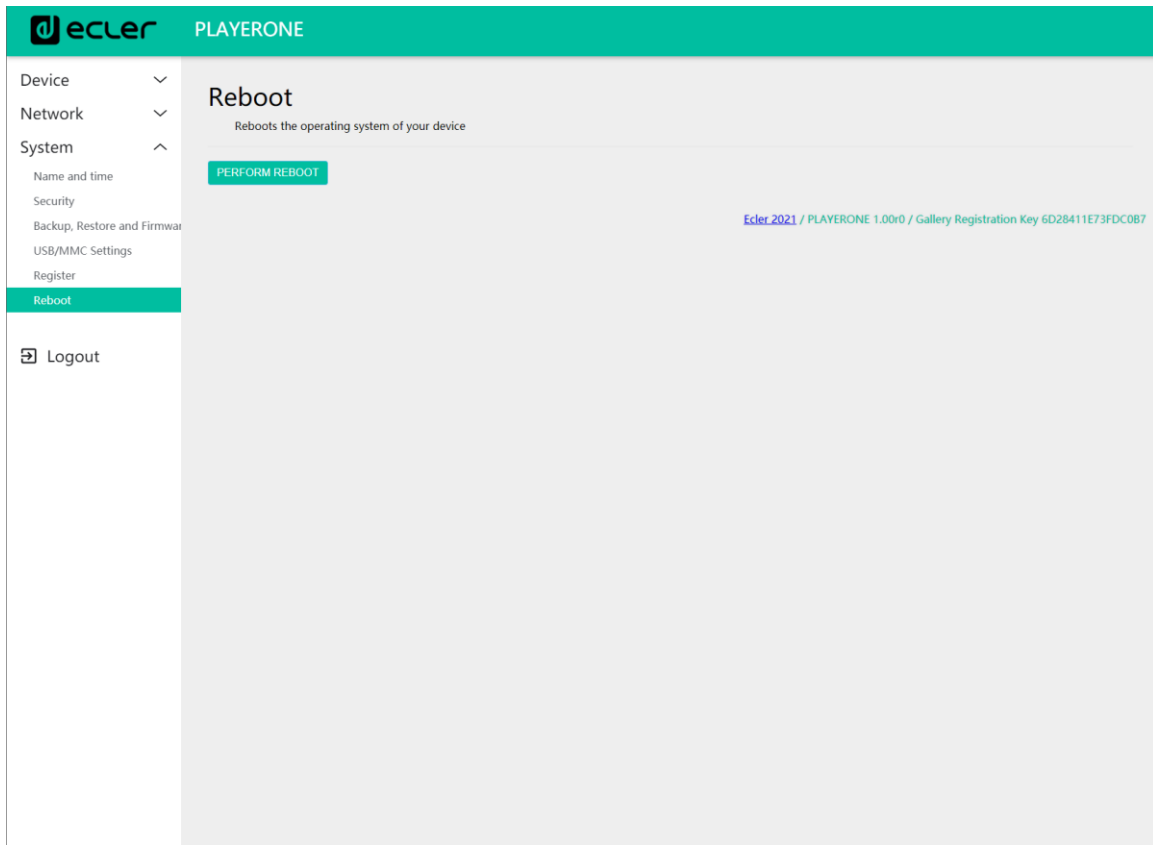 ecler
PLAYERONE
Device
Network
System
Name and time
Security
Backup, Restore and Firmwar
USB/MMC Settings
Register
Reboot
Logout
Reboot
Reboots the operating system of your device
PERFORM REBOOT
Ecler 2021 / PLAYERONE 1.00r0 / Gallery Registration Key 6D28411E73FDC0B7